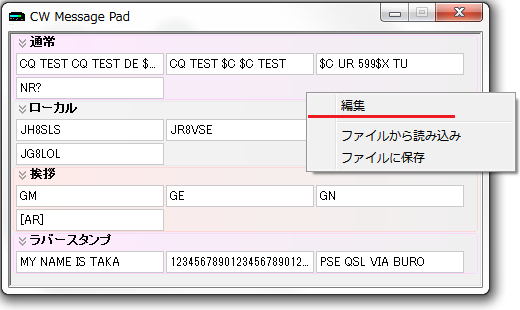 CW Message Pad
通常
CQ TEST CQ TEST DE $... CQ TEST $C $C TEST $C UR 599$X TU
NR?
編集
ローカル
JH8SLS JR8VSE
ファイルから読み込み
JG8LOL
ファイルに保存
挨拶
GM GE GN
[AR]
ラバースタンプ
MY NAME IS TAKA 123456789012345678901 2... PSE QSL VIA BURO